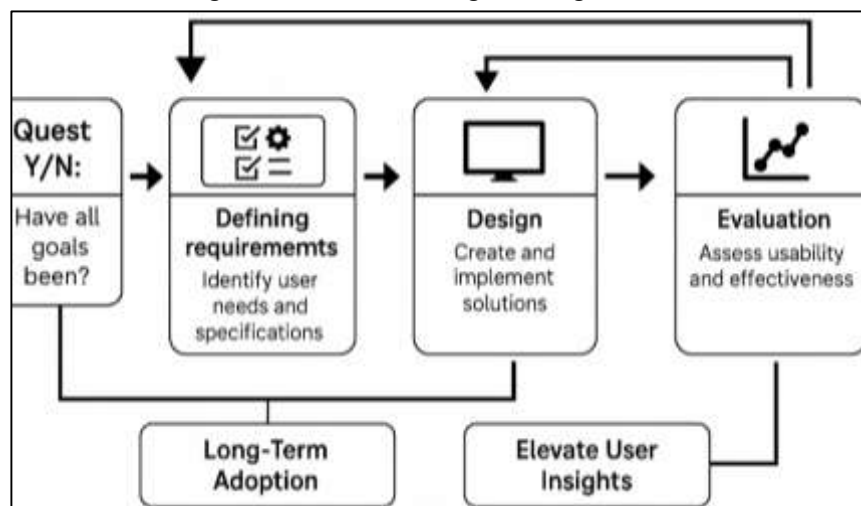 Quest
Y/N:
Have all
goals
been?
Defining
requirememts
Identify user
needs and
specifications
Design
Create and
implement
solutions
Evaluation
Assess usability
and effectiveness
Long-Term
Adoption
Elevate User
Insights